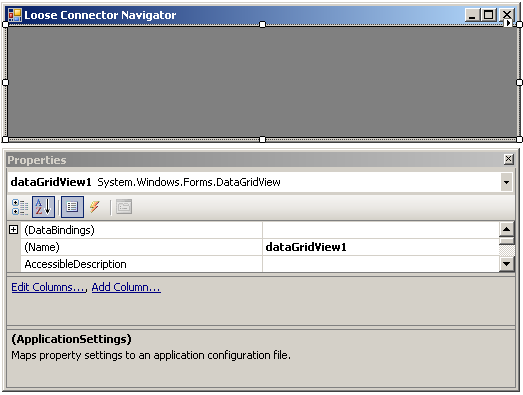 Loose Connector Navigator
Properties
dataGridView1 System.Windows.Forms.DataGridView
(DataBindings)
(Name) dataGridView1
AccessibleDescription
Edit Columns..., Add Column...
(ApplicationSettings)
Maps property settings to an application configuration file.